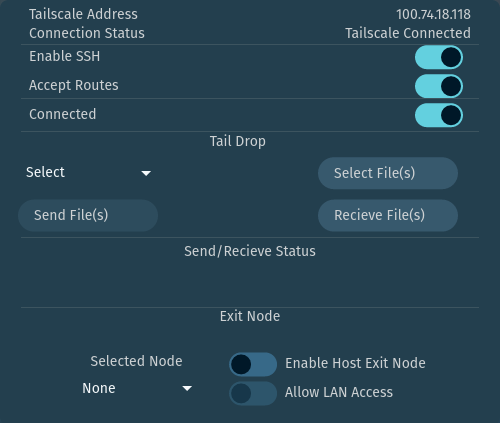 Tailscale Address 100.74.18.118
Connection Status Tailscale Connected
Enable SSH
Accept Routes
Connected
Tail Drop
Select Select File(s)
Send File(s) Recieve File(s)
Send/Recieve Status
Exit Node
Selected Node Enable Host Exit Node
None Allow LAN Access